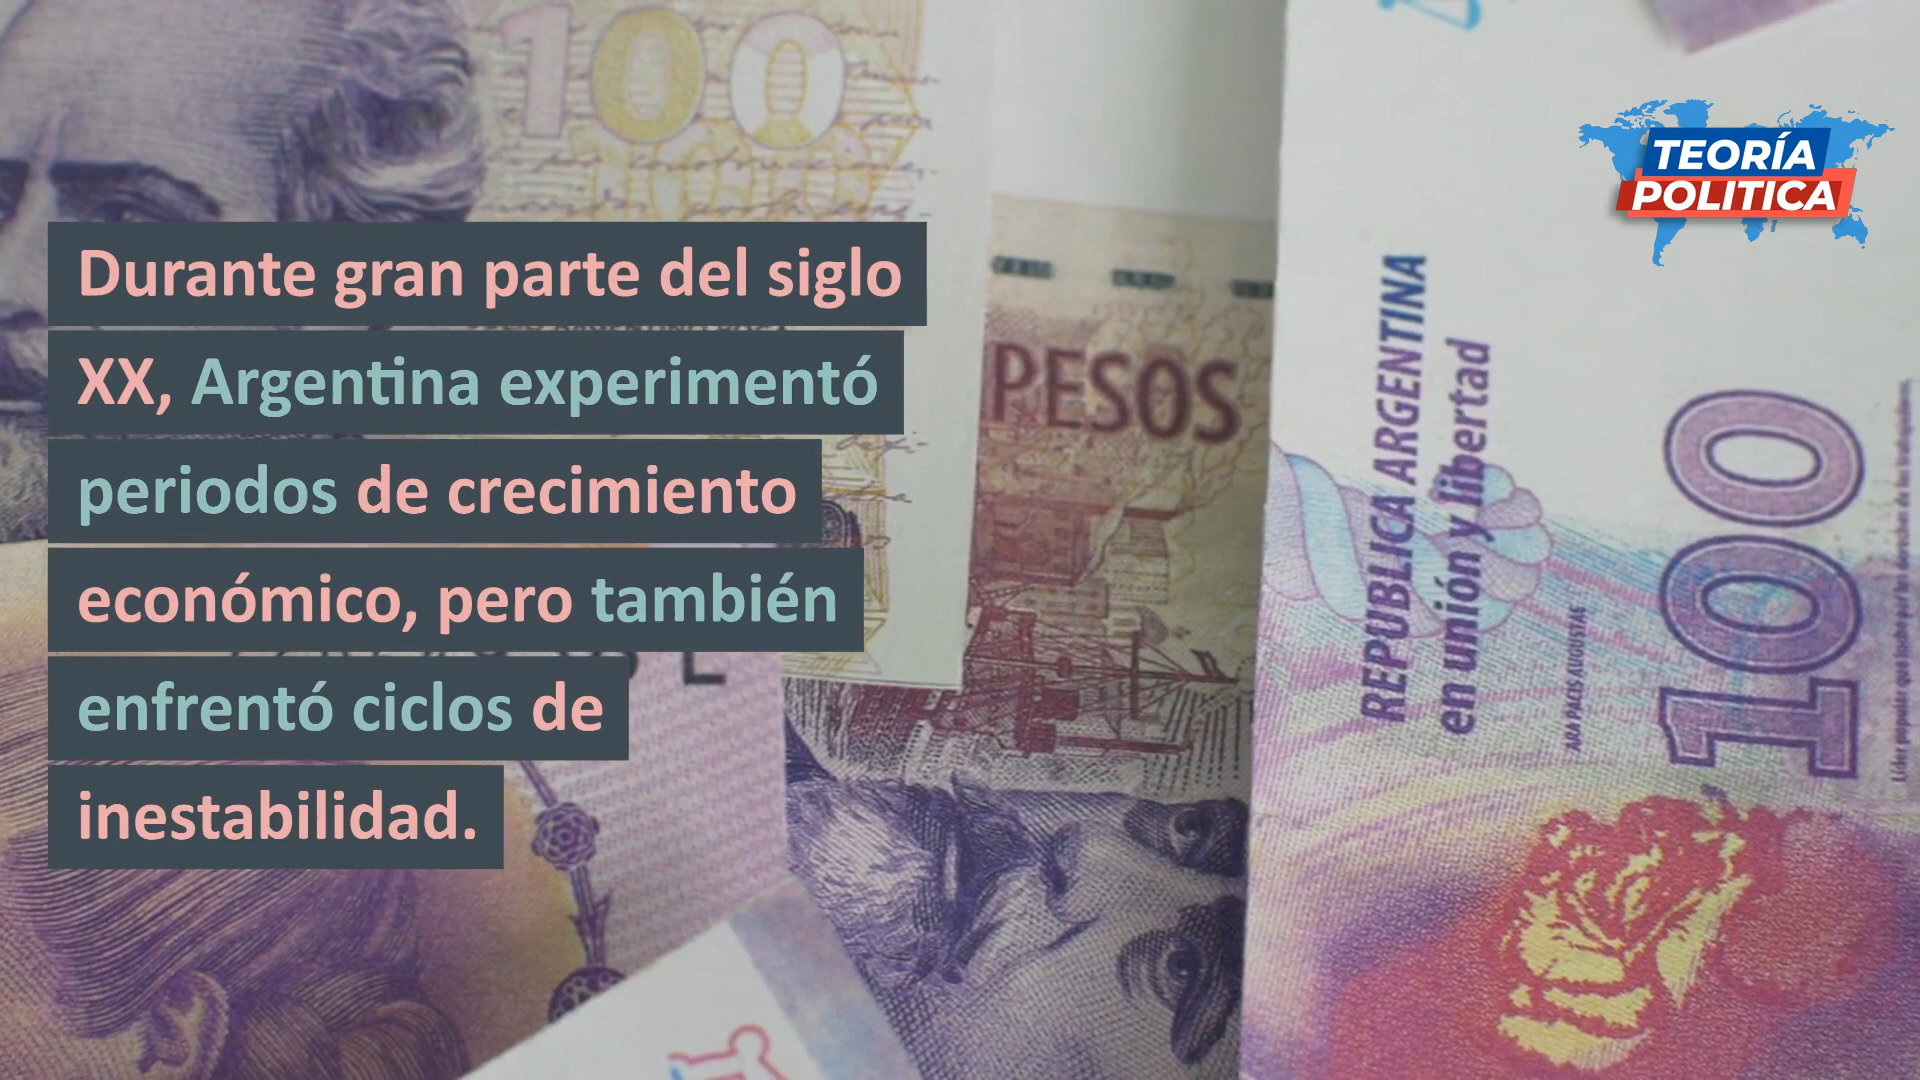 Durante gran parte del siglo
XX, Argentina experimentó
periodos de crecimiento
económico, pero también
enfrentó ciclos de
inestabilidad.
TEORÍA
POLITICA
100
PESOS
REPUBLICA ARGENTINA
en unión y libertad
ARA PACIS AUGUSTAE
100